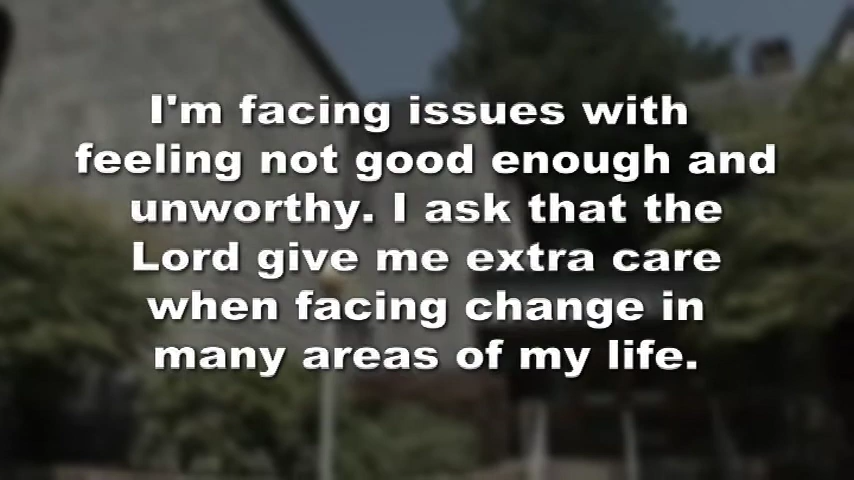 I'm facing issues with
feeling not good enough and
unworthy. I ask that the
Lord give me extra care
when facing change in
many areas of my life.